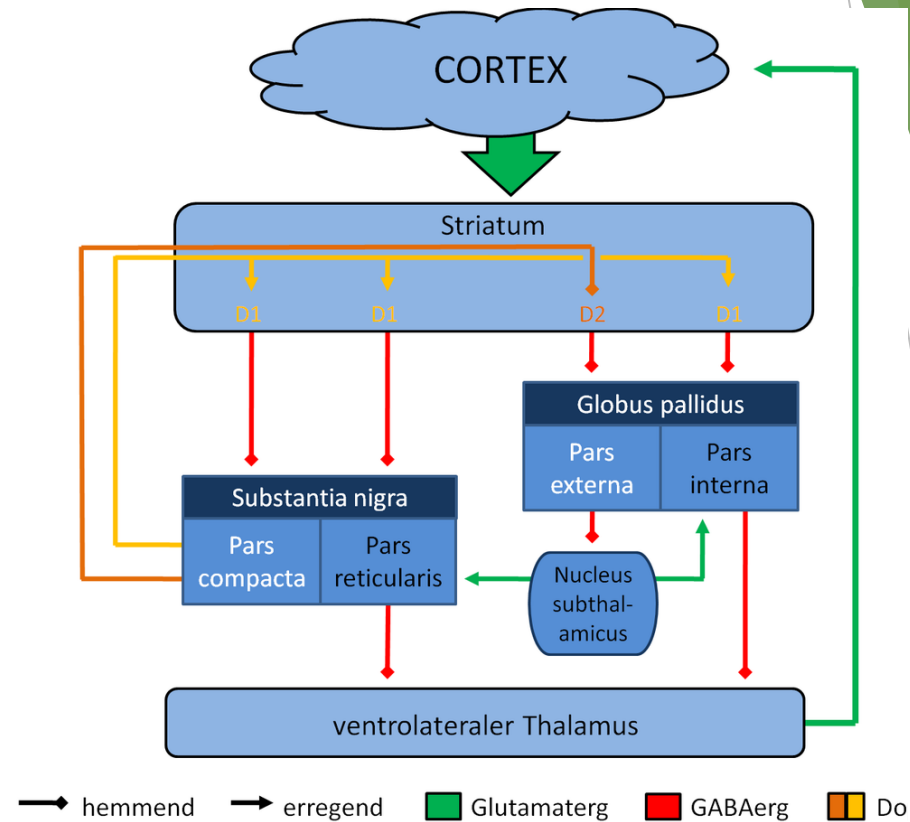 CORTEX
Striatum
D1 D1 D2 D1
Globus pallidus
Pars
externa
Pars
interna
Substantia nigra
Pars
compacta
Pars
reticularis
Nucleus
subthal-
amicus
ventrolateraler Thalamus
hemmend erregend Glutamaterg GABAerg Do